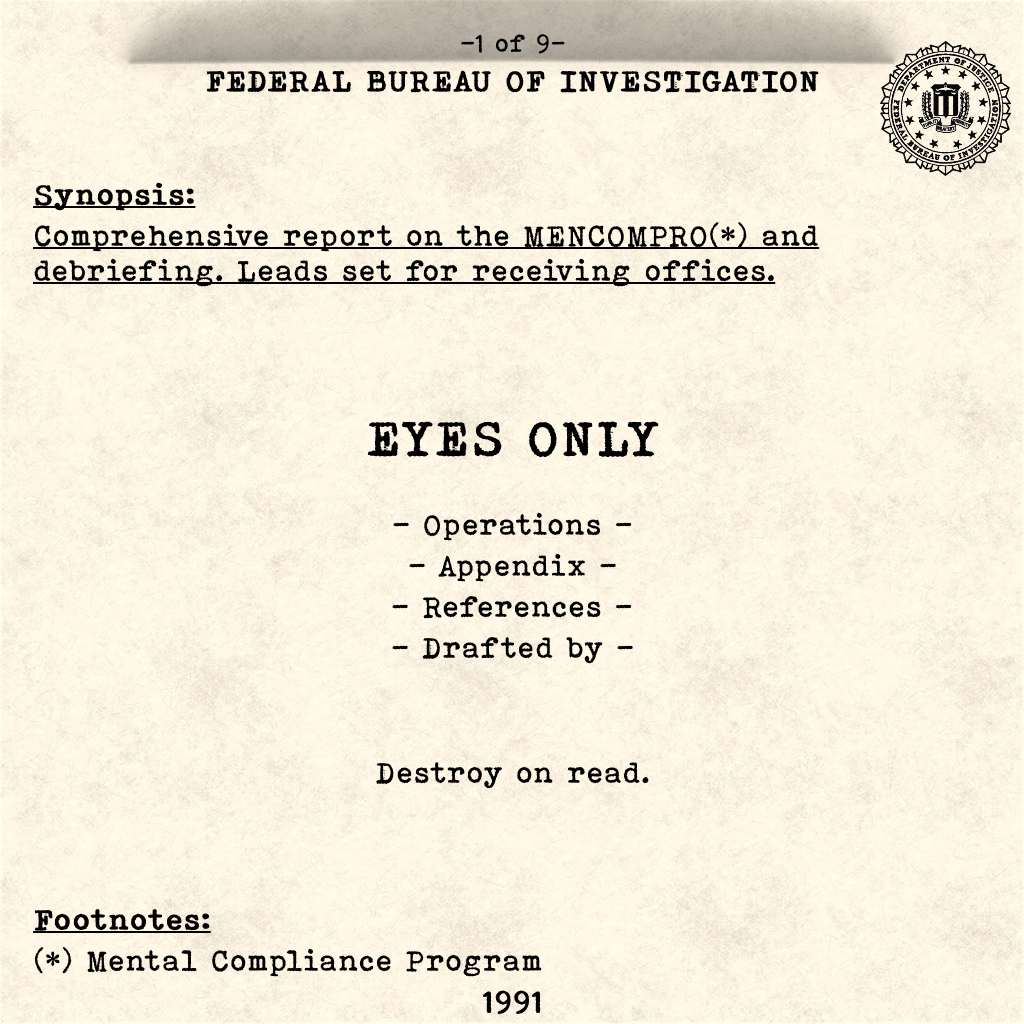 -1 of 9-
FEDERAL BUREAU OF INVESTIGATION
DEPARTMENT OF JUSTICE
FEDERAL BUREAU OF INVESTIGATION
Synopsis:
Comprehensive report on the MENCOMPRO(*) and
debriefing. Leads set for receiving offices.
EYES ONLY
- Operations -
- Appendix -
- References -
- Drafted by -
Destroy on read.
Footnotes:
(*) Mental Compliance Program
1991